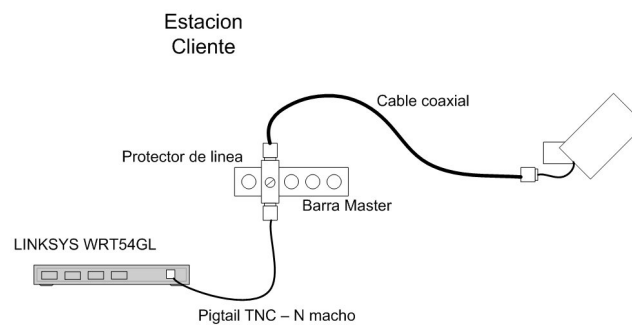 Estacion
Cliente
Cable coaxial
Protector de linea
Barra Master
LINKSYS WRT54GL
Pigtail TNC – N macho